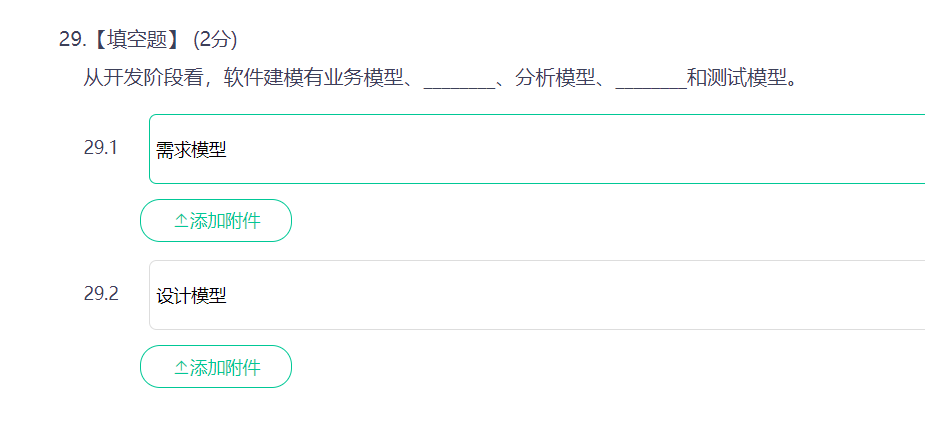 29.【填空题】 (2分)
从开发阶段看，软件建模有业务模型、________、分析模型、________和测试模型。
29.1 需求模型
添加附件
29.2 设计模型
添加附件